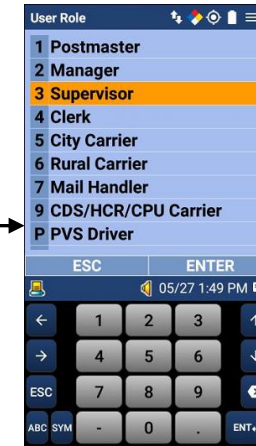 User Role
1 Postmaster
2 Manager
3 Supervisor
4 Clerk
5 City Carrier
6 Rural Carrier
7 Mail Handler
9 CDS/HCR/CPU Carrier
P PVS Driver
ESC ENTER
05/27 1:49 PM
1 2 3
4 5 6
ESC 7 8 9
ABC SYM - 0 . ENT